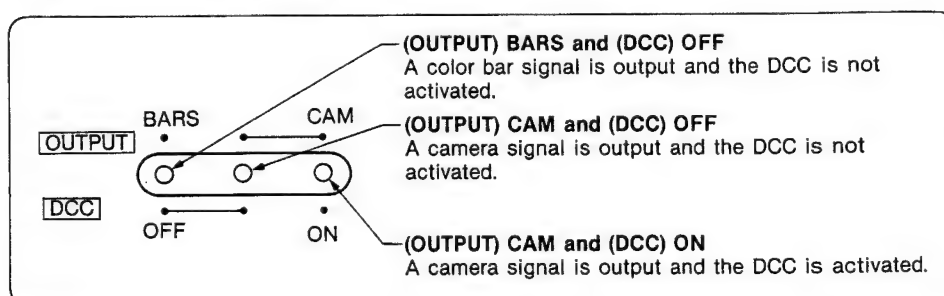 (OUTPUT) BARS and (DCC) OFF
A color bar signal is output and the DCC is not
activated.
BARS
CAM
OUTPUT
(OUTPUT) CAM and (DCC) OFF
A camera signal is output and the DCC is not
activated.
DCC
OFF
ON
(OUTPUT) CAM and (DCC) ON
A camera signal is output and the DCC is activated.